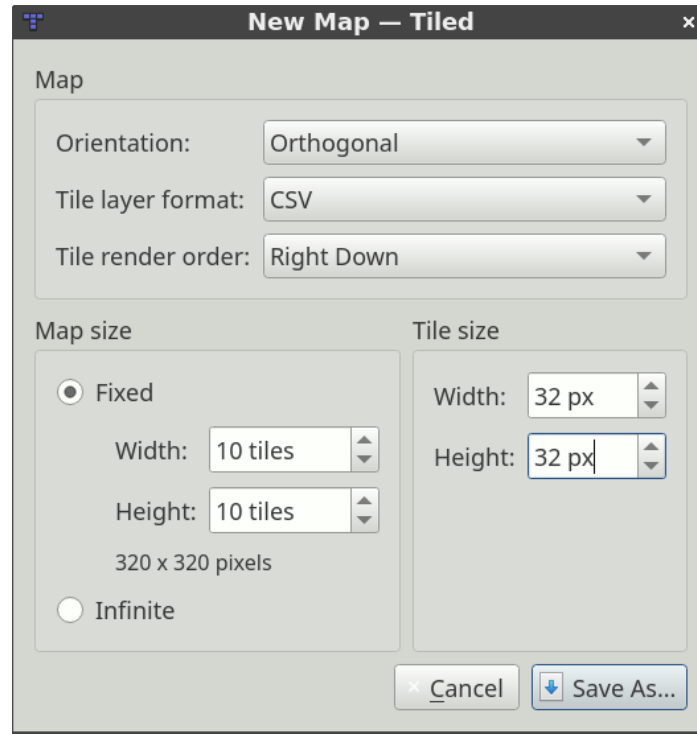 New Map — Tiled
Map
Orientation: Orthogonal
Tile layer format: CSV
Tile render order: Right Down
Map size
Fixed
Width: 10 tiles
Height: 10 tiles
320 x 320 pixels
Infinite
Tile size
Width: 32 px
Height: 32 px
Cancel Save As...